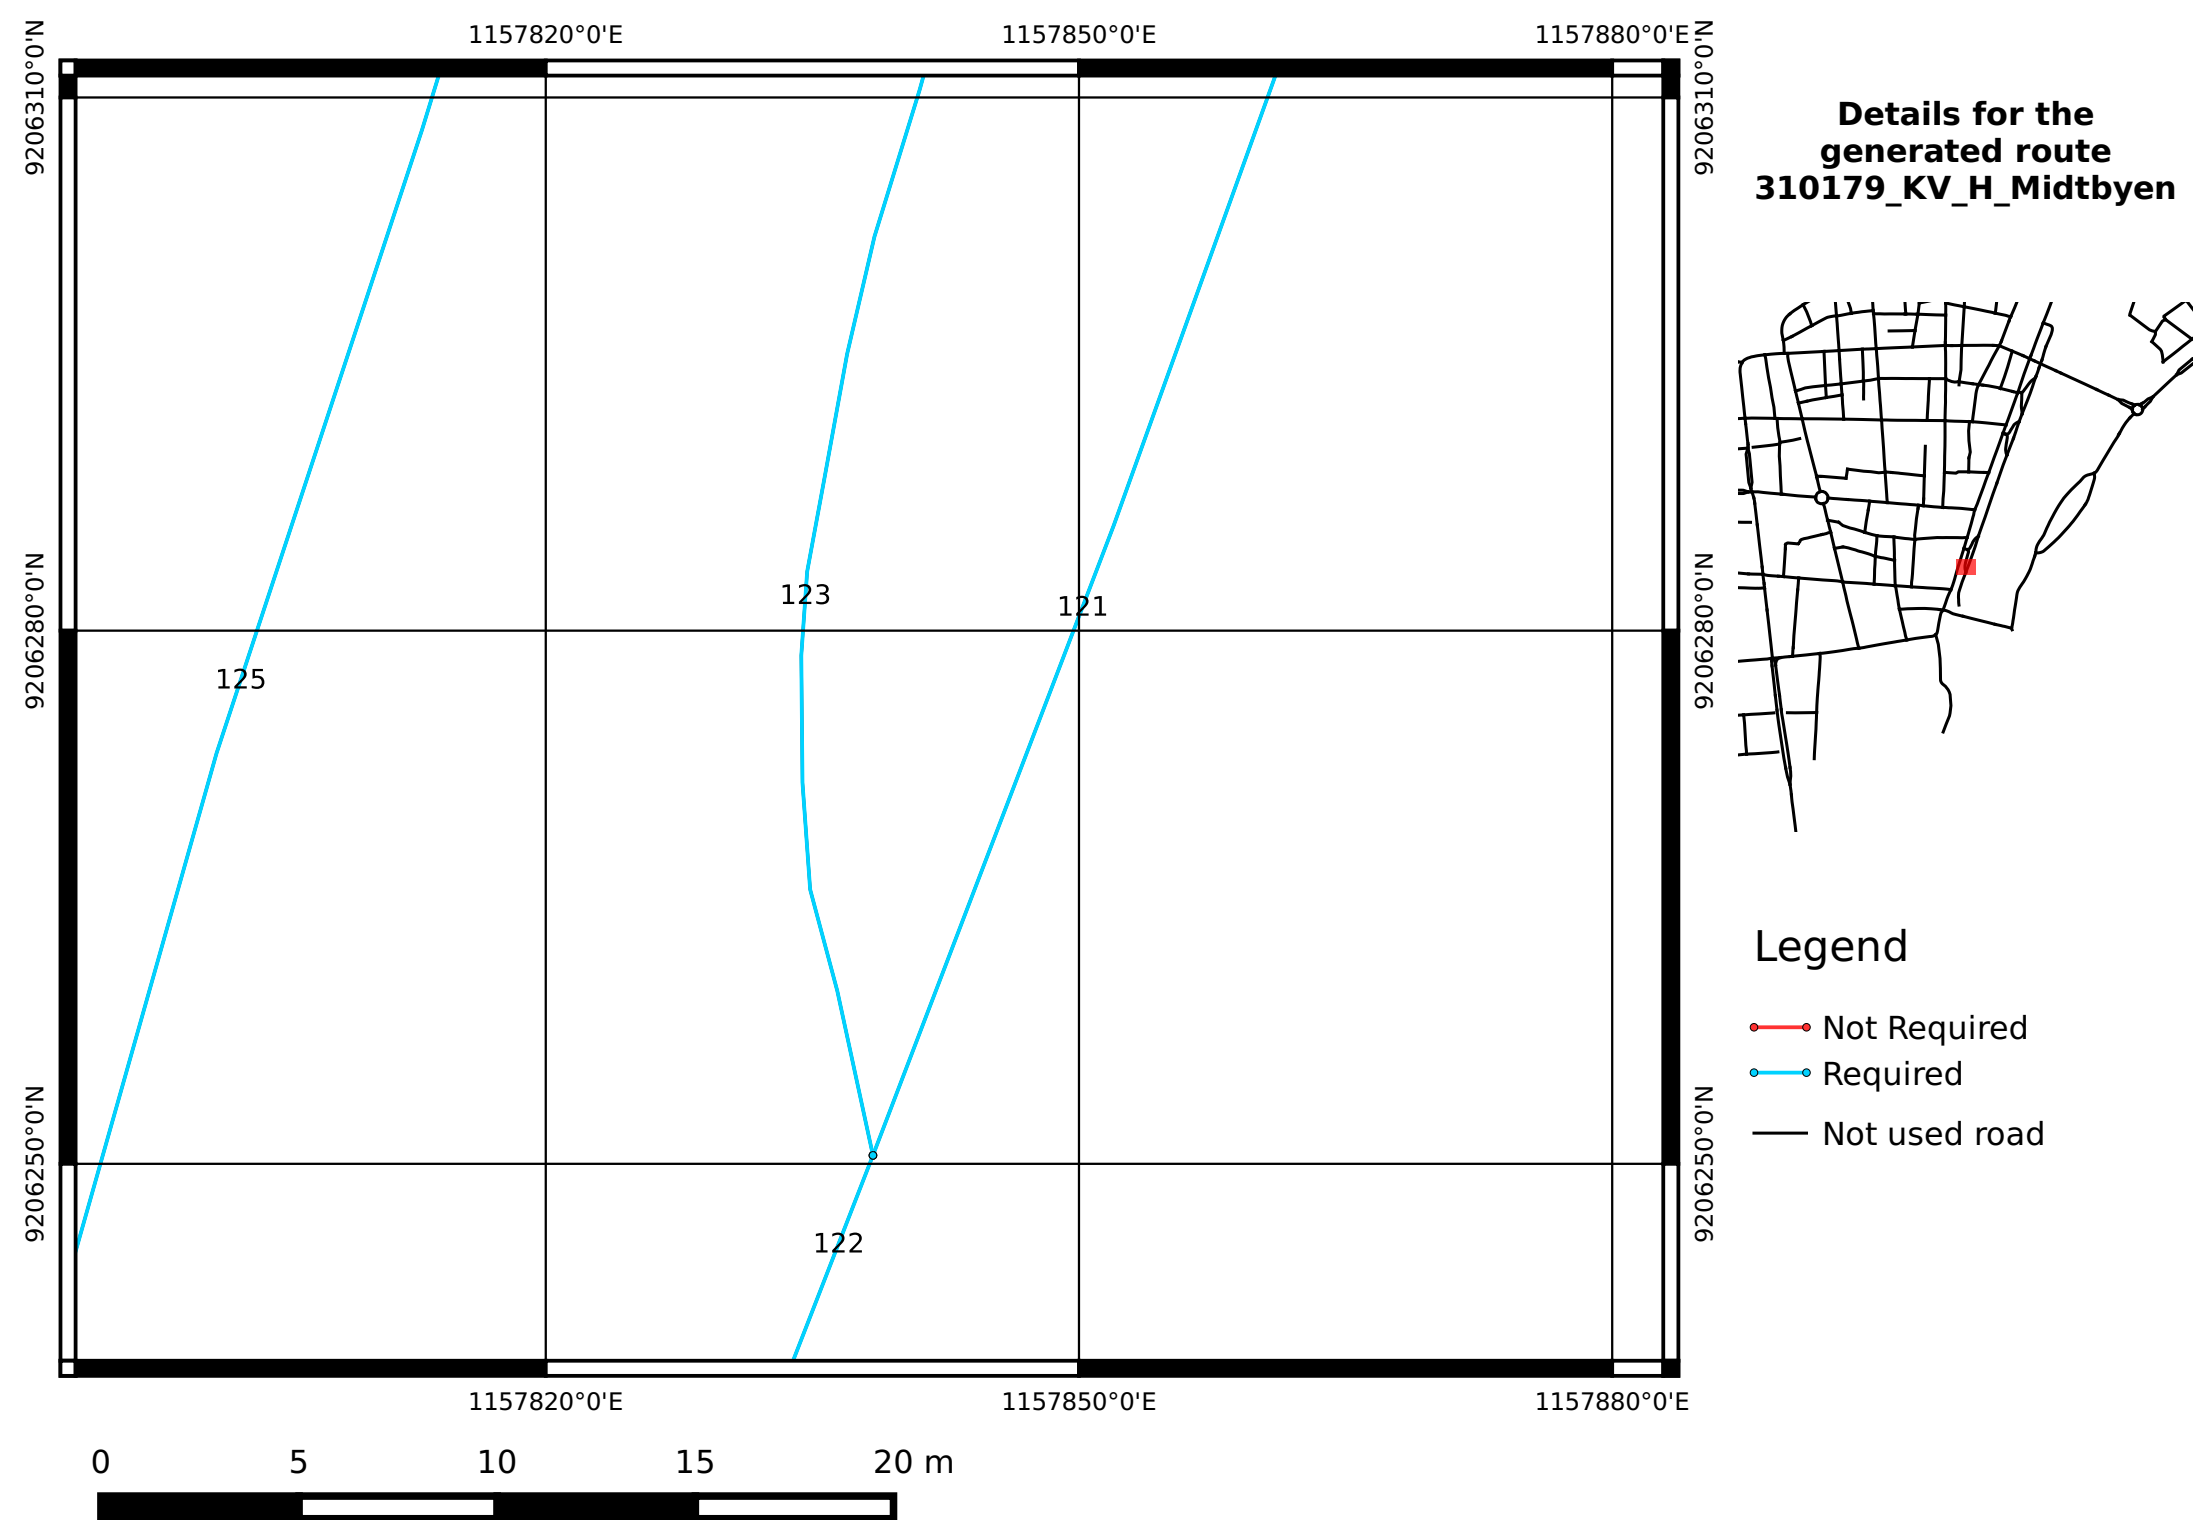 1157820°0'E
1157850°0'E
1157880°0'E
9206310°0'N
9206310°0'N
Details for the
generated route
310179_KV_H_Midtbyen
123
121
9206280°0'N
9206280°0'N
125
Legend
Not Required
Required
Not used road
9206250°0'N
9206250°0'N
122
1157820°0'E
1157850°0'E
1157880°0'E
0 5 10 15 20 m